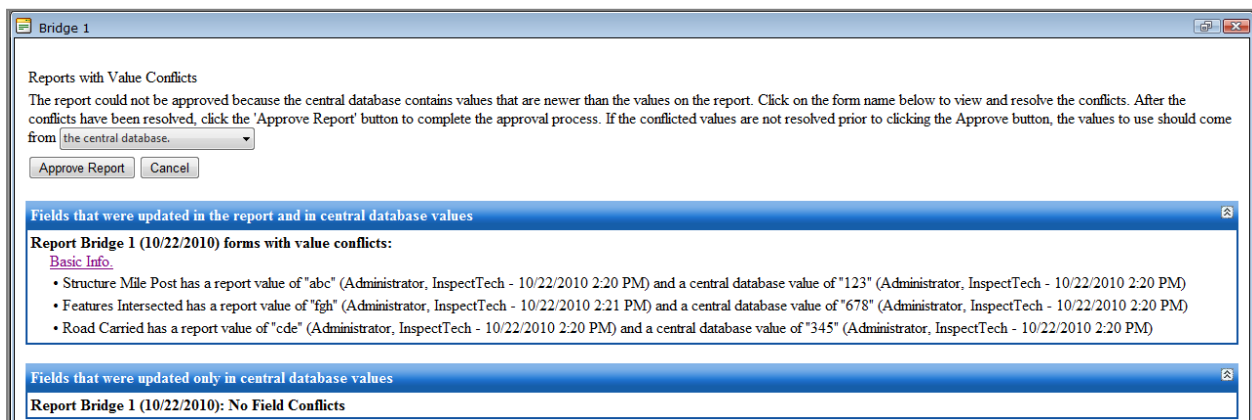 Bridge 1
Reports with Value Conflicts
The report could not be approved because the central database contains values that are newer than the values on the report. Click on the form name below to view and resolve the conflicts. After the
conflicts have been resolved, click the 'Approve Report' button to complete the approval process. If the conflicted values are not resolved prior to clicking the Approve button, the values to use should come
from the central database.
Approve Report Cancel
Fields that were updated in the report and in central database values
Report Bridge 1 (10/22/2010) forms with value conflicts:
Basic Info.
• Structure Mile Post has a report value of "abc" (Administrator, InspectTech - 10/22/2010 2:20 PM) and a central database value of "123" (Administrator, InspectTech - 10/22/2010 2:20 PM)
• Features Intersected has a report value of "fgh" (Administrator, InspectTech - 10/22/2010 2:21 PM) and a central database value of "678" (Administrator, InspectTech - 10/22/2010 2:20 PM)
• Road Carried has a report value of "cde" (Administrator, InspectTech - 10/22/2010 2:20 PM) and a central database value of "345" (Administrator, InspectTech - 10/22/2010 2:20 PM)
Fields that were updated only in central database values
Report Bridge 1 (10/22/2010): No Field Conflicts